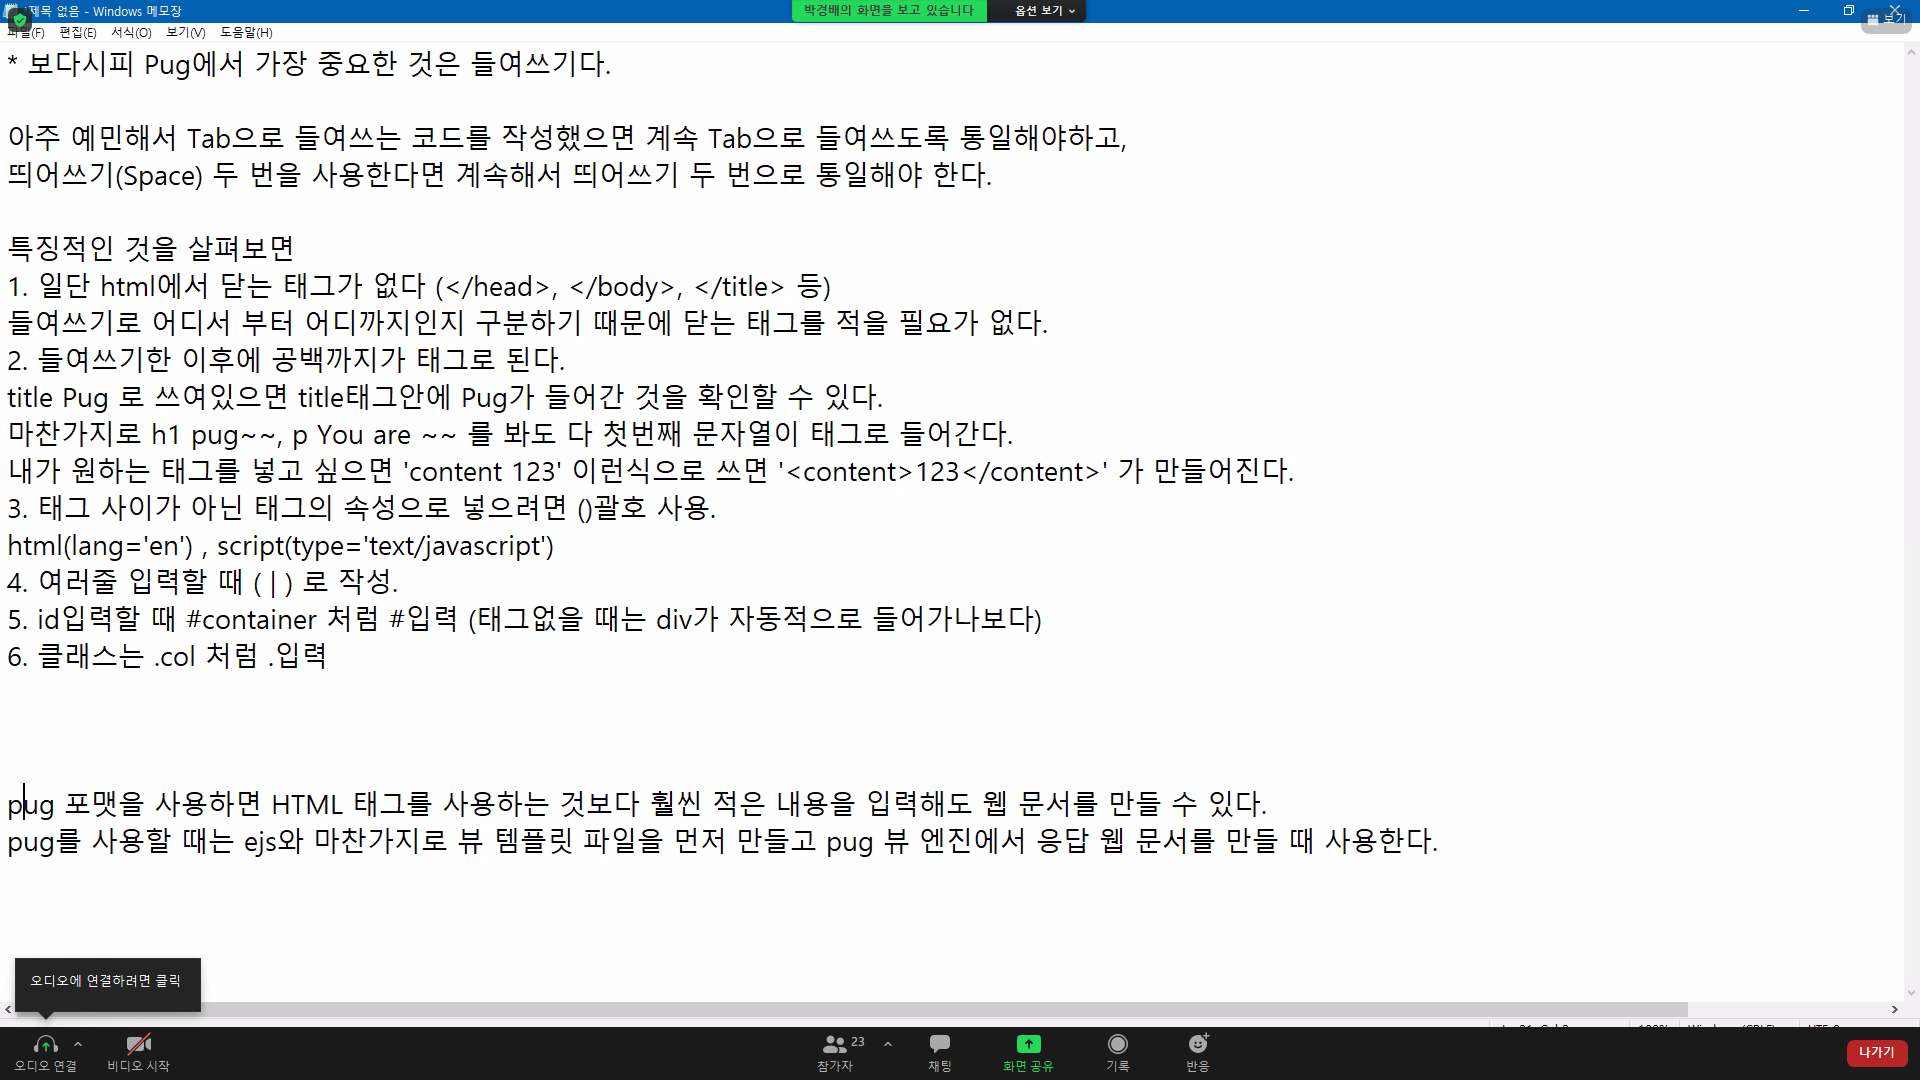 제목 없음 - Windows 메모장
박경배의 화면을 보고 있습니다
옵션 보기
보기
파일(F) 편집(E) 서식(O) 보기(V) 도움말(H)
* 보다시피 Pug에서 가장 중요한 것은 들여쓰기다.
아주 예민해서 Tab으로 들여쓰는 코드를 작성했으면 계속 Tab으로 들여쓰도록 통일해야하고,
띄어쓰기(Space) 두 번을 사용한다면 계속해서 띄어쓰기 두 번으로 통일해야 한다.
특징적인 것을 살펴보면
1. 일단 html에서 닫는 태그가 없다 (</head>, </body>, </title> 등)
들여쓰기로 어디서 부터 어디까지인지 구분하기 때문에 닫는 태그를 적을 필요가 없다.
2. 들여쓰기한 이후에 공백까지가 태그로 된다.
title Pug 로 쓰여있으면 title태그안에 Pug가 들어간 것을 확인할 수 있다.
마찬가지로 h1 pug~~, p You are ~~ 를 봐도 다 첫번째 문자열이 태그로 들어간다.
내가 원하는 태그를 넣고 싶으면 'content 123' 이런식으로 쓰면 '<content>123</content>' 가 만들어진다.
3. 태그 사이가 아닌 태그의 속성으로 넣으려면 ()괄호 사용.
html(lang='en') , script(type='text/javascript')
4. 여러줄 입력할 때 ( | ) 로 작성.
5. id입력할 때 #container 처럼 #입력 (태그없을 때는 div가 자동적으로 들어가나보다)
6. 클래스는 .col 처럼 .입력
pug 포맷을 사용하면 HTML 태그를 사용하는 것보다 훨씬 적은 내용을 입력해도 웹 문서를 만들 수 있다.
pug를 사용할 때는 ejs와 마찬가지로 뷰 템플릿 파일을 먼저 만들고 pug 뷰 엔진에서 응답 웹 문서를 만들 때 사용한다.
오디오에 연결하려면 클릭
오디오 연결
비디오 시작
23
참가자
채팅
화면 공유
기록
반응
나가기